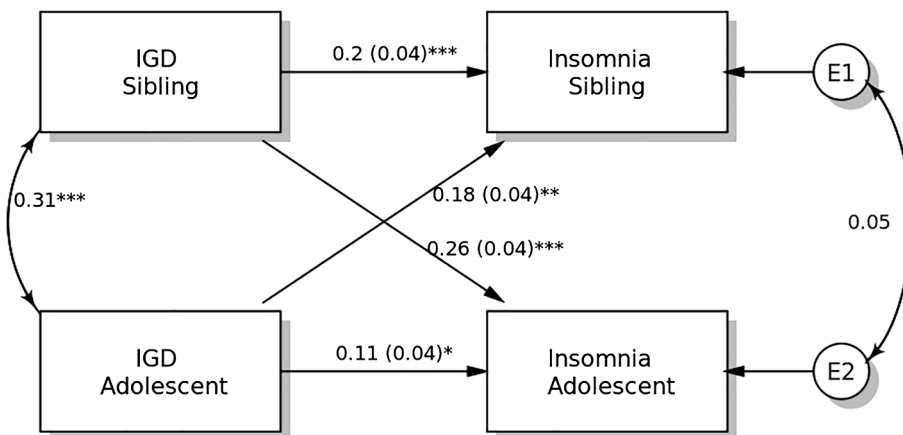 IGD
Sibling
0.2 (0.04)***
Insomnia
Sibling
E1
0.31***
0.18 (0.04)**
0.05
0.26 (0.04)***
IGD
Adolescent
0.11 (0.04)*
Insomnia
Adolescent
E2